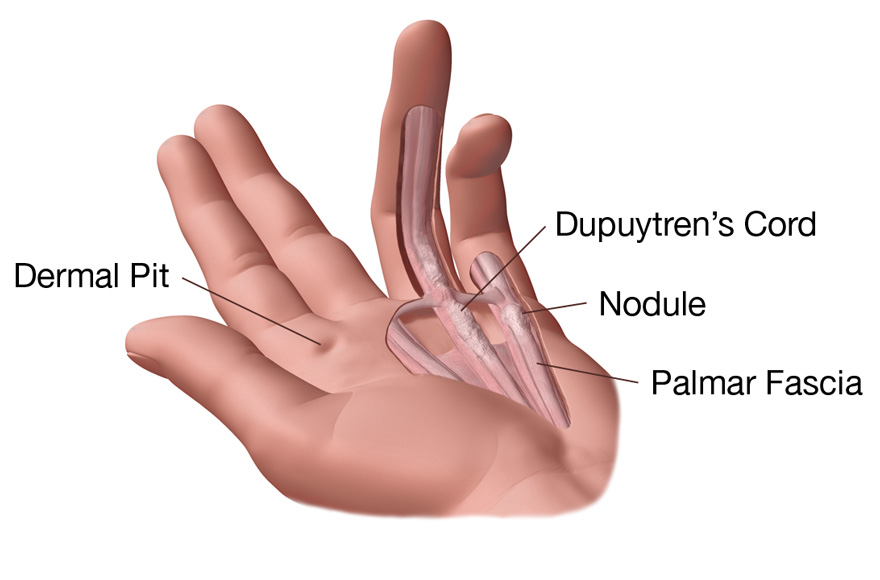 Dupuytren’s Cord
Dermal Pit
Nodule
Palmar Fascia